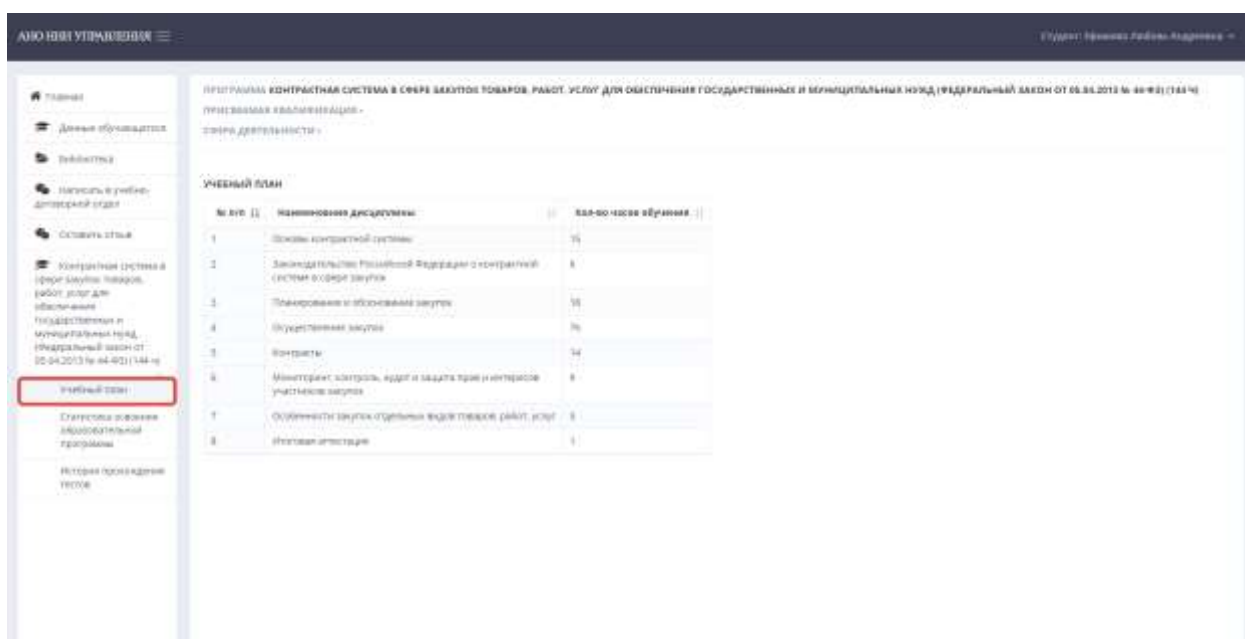 АНО НИИ УПРАВЛЕНИЯ
Студент:
Главная
Данные обучающегося
Библиотека
Написать в учебно-
договорной отдел
Оставить отзыв
Контрактная система в
сфере закупок товаров,
работ, услуг для
обеспечения
государственных и
муниципальных нужд
(Федеральный закон от
05.04.2013 № 44-ФЗ) (144 ч)
Учебный план
Статистика освоения
образовательной
программы
История прохождения
тестов
ПРОГРАММА КОНТРАКТНАЯ СИСТЕМА В СФЕРЕ ЗАКУПОК ТОВАРОВ, РАБОТ, УСЛУГ ДЛЯ ОБЕСПЕЧЕНИЯ ГОСУДАРСТВЕННЫХ И МУНИЦИПАЛЬНЫХ НУЖД (ФЕДЕРАЛЬНЫЙ ЗАКОН ОТ 05.04.2013 № 44-ФЗ) (144 Ч)
ПРИСВАИВАЕМАЯ КВАЛИФИКАЦИЯ -
СФЕРА ДЕЯТЕЛЬНОСТИ -
УЧЕБНЫЙ ПЛАН
№ п/п Наименование дисциплины Кол-во часов обучения
1 Основы контрактной системы
2 Законодательство Российской Федерации о контрактной
системе в сфере закупок
3 Планирование и обоснование закупок
4 Осуществление закупок
5 Контракты
6 Мониторинг, контроль, аудит и защита прав и интересов
участников закупок
7 Особенности закупок отдельных видов товаров, работ, услуг
8 Итоговая аттестация